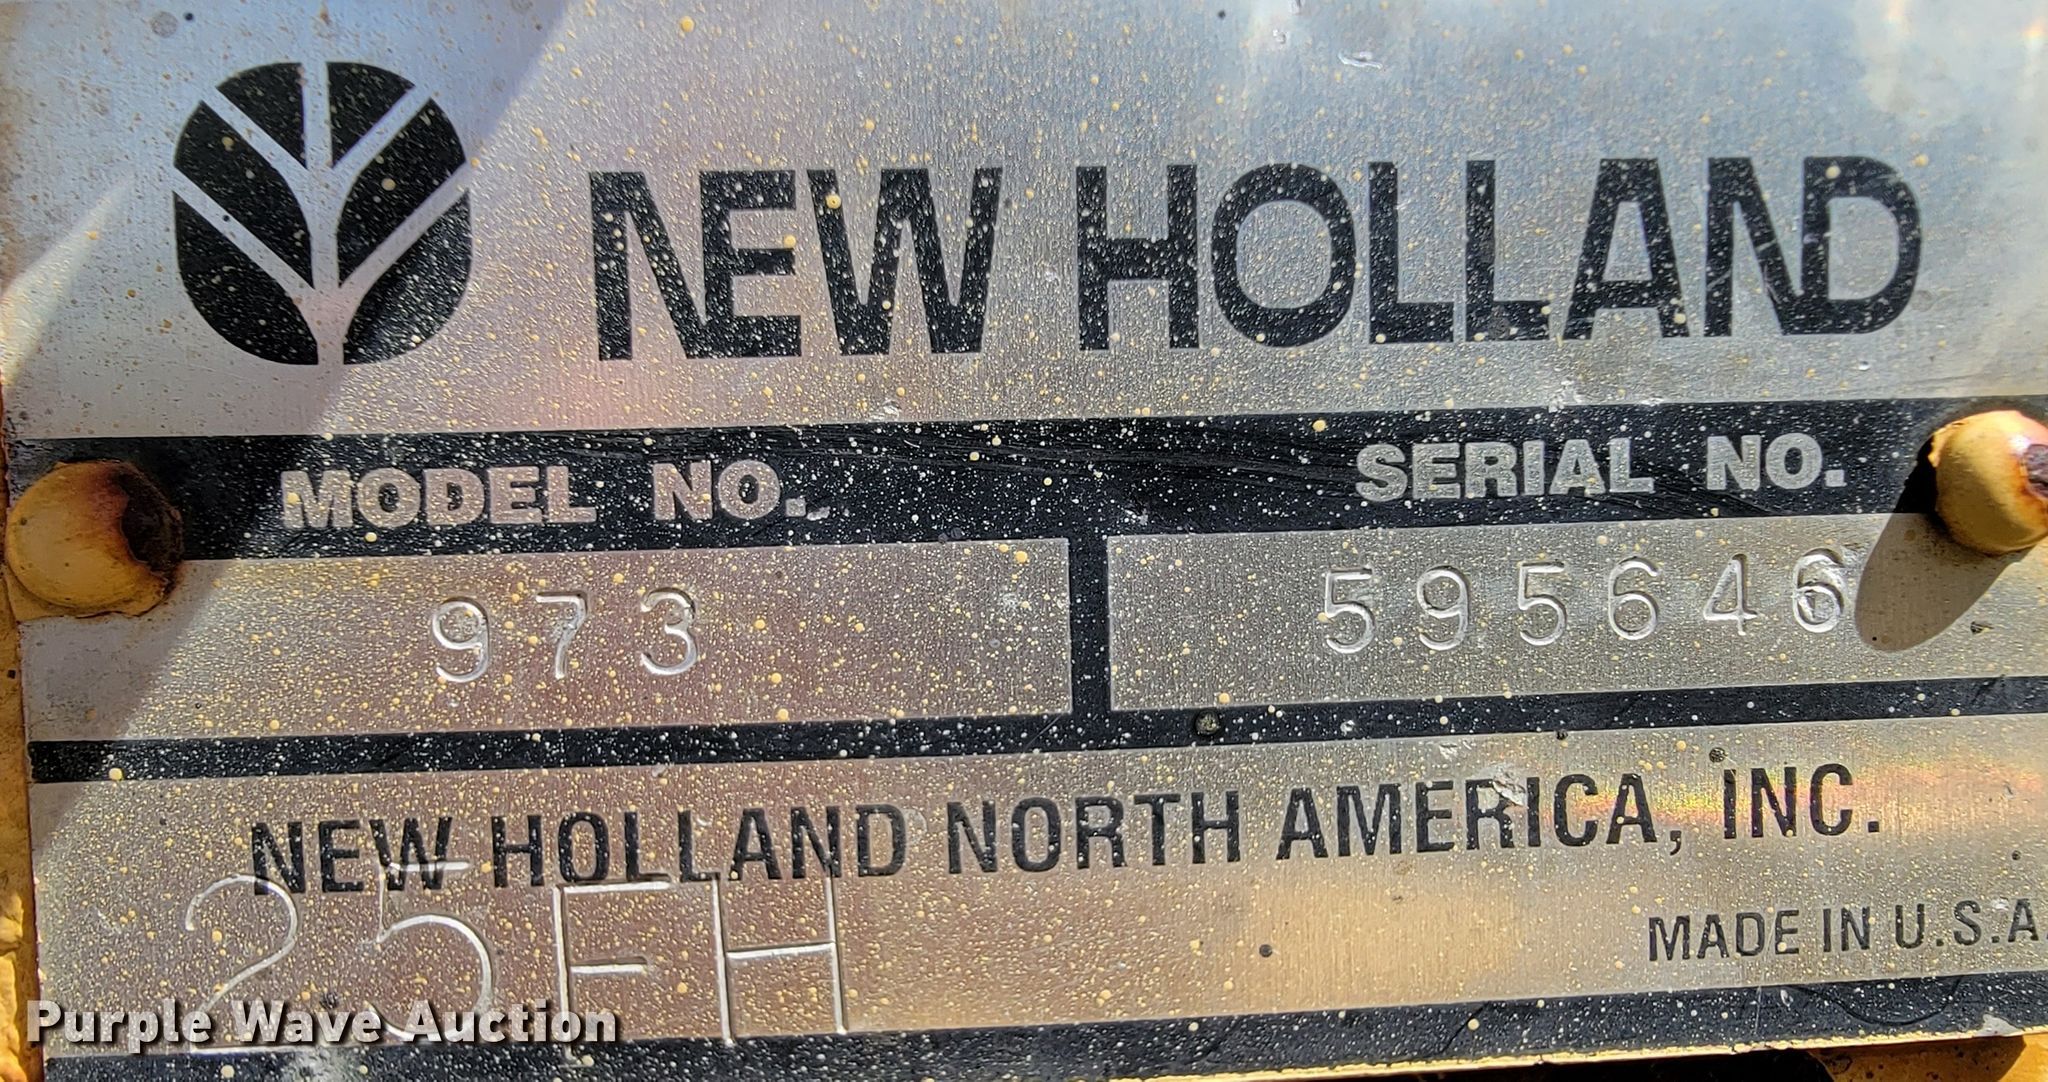 NEW HOLLAND
MODEL NO. SERIAL NO.
973 595646
NEW HOLLAND NORTH AMERICA, INC.
25FH
MADE IN U.S.A.
Purple Wave Auction